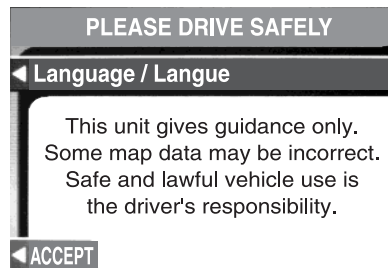 PLEASE DRIVE SAFELY
Language / Langue
This unit gives guidance only.
Some map data may be incorrect.
Safe and lawful vehicle use is
the driver's responsibility.
ACCEPT